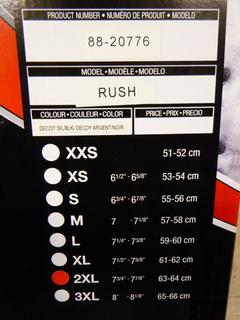 PRODUCT NUMBER • NUMÉRO DE PRODUIT • MODELO
88-20776
MODEL • MODÈLE • MODELO
RUSH
COLOUR • COULEUR • COLOR
PRICE • PRIX • PRECIO
DECOY SIL/BLK/ DECOY ARGENT/NOIR
XXS 51-52 cm
XS 6 1/2" - 6 5/8" 53-54 cm
S 6 3/4" - 6 7/8" 55-56 cm
M 7 - 7 1/8" 57-58 cm
L 7 1/4" - 7 3/8" 59-60 cm
XL 7 1/2" - 7 5/8" 61-62 cm
2XL 7 3/4" - 7 7/8" 63-64 cm
3XL 8" - 8 1/8" 65-66 cm